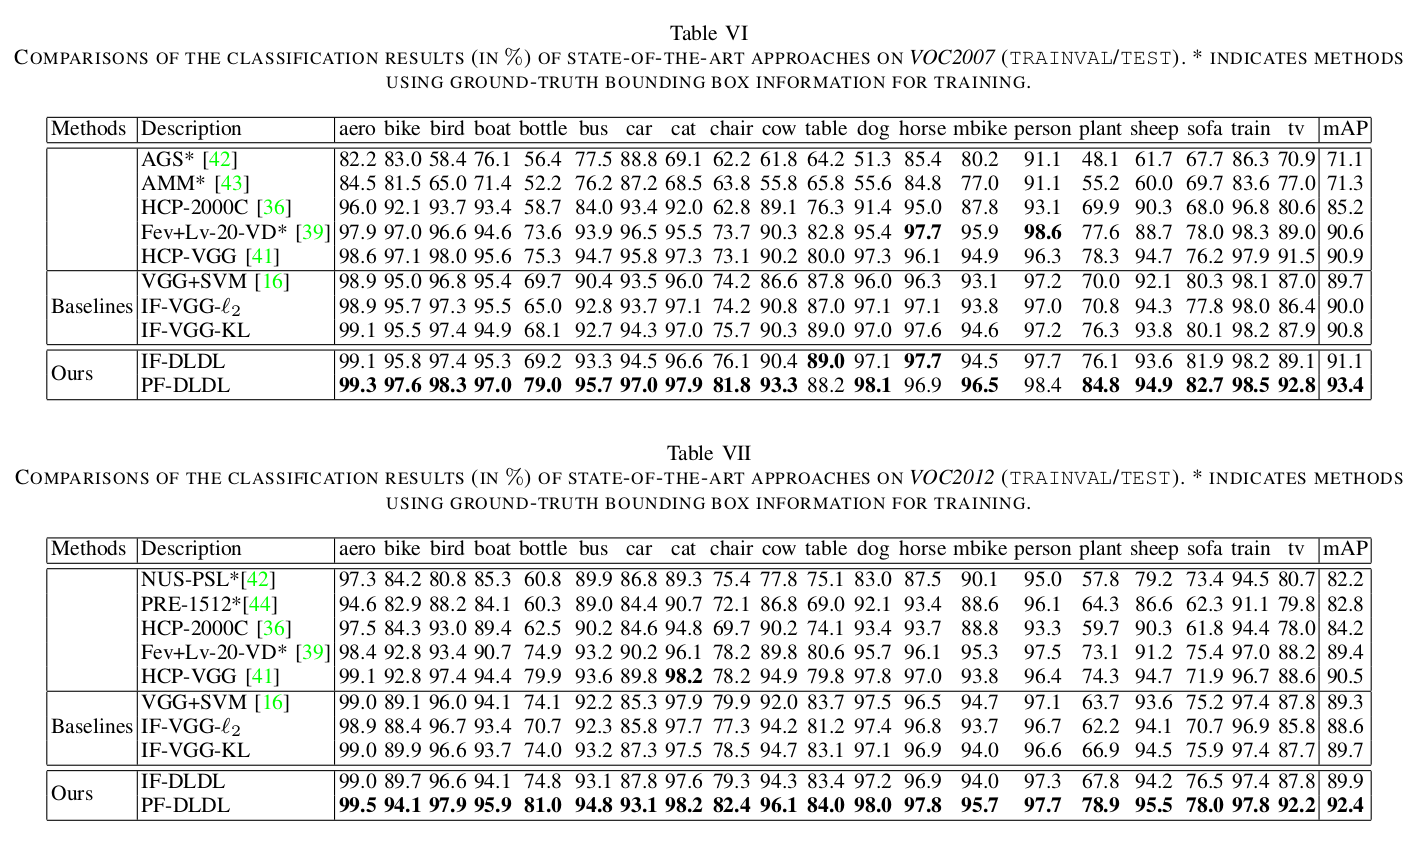 Table VI
COMPARISONS OF THE CLASSIFICATION RESULTS (IN %) OF STATE-OF-THE-ART APPROACHES ON VOC2007 (TRAINVAL/TEST). * INDICATES METHODS
USING GROUND-TRUTH BOUNDING BOX INFORMATION FOR TRAINING.
Methods Description aero bike bird boat bottle bus car cat chair cow table dog horse mbike person plant sheep sofa train tv mAP
AGS* [42] 82.2 83.0 58.4 76.1 56.4 77.5 88.8 69.1 62.2 61.8 64.2 51.3 85.4 80.2 91.1 48.1 61.7 67.7 86.3 70.9 71.1
AMM* [43] 84.5 81.5 65.0 71.4 52.2 76.2 87.2 68.5 63.8 55.8 65.8 55.6 84.8 77.0 91.1 55.2 60.0 69.7 83.6 77.0 71.3
HCP-2000C [36] 96.0 92.1 93.7 93.4 58.7 84.0 93.4 92.0 62.8 89.1 76.3 91.4 95.0 87.8 93.1 69.9 90.3 68.0 96.8 80.6 85.2
Fev+Lv-20-VD* [39] 97.9 97.0 96.6 94.6 73.6 93.9 96.5 95.5 73.7 90.3 82.8 95.4 97.7 95.9 98.6 77.6 88.7 78.0 98.3 89.0 90.6
HCP-VGG [41] 98.6 97.1 98.0 95.6 75.3 94.7 95.8 97.3 73.1 90.2 80.0 97.3 96.1 94.9 96.3 78.3 94.7 76.2 97.9 91.5 90.9
VGG+SVM [16] 98.9 95.0 96.8 95.4 69.7 90.4 93.5 96.0 74.2 86.6 87.8 96.0 96.3 93.1 97.2 70.0 92.1 80.3 98.1 87.0 89.7
Baselines IF-VGG-ℓ2 98.9 95.7 97.3 95.5 65.0 92.8 93.7 97.1 74.2 90.8 87.0 97.1 97.1 93.8 97.0 70.8 94.3 77.8 98.0 86.4 90.0
IF-VGG-KL 99.1 95.5 97.4 94.9 68.1 92.7 94.3 97.0 75.7 90.3 89.0 97.0 97.6 94.6 97.2 76.3 93.8 80.1 98.2 87.9 90.8
Ours IF-DLDL 99.1 95.8 97.4 95.3 69.2 93.3 94.5 96.6 76.1 90.4 89.0 97.1 97.7 94.5 97.7 76.1 93.6 81.9 98.2 89.1 91.1
PF-DLDL 99.3 97.6 98.3 97.0 79.0 95.7 97.0 97.9 81.8 93.3 88.2 98.1 96.9 96.5 98.4 84.8 94.9 82.7 98.5 92.8 93.4
Table VII
COMPARISONS OF THE CLASSIFICATION RESULTS (IN %) OF STATE-OF-THE-ART APPROACHES ON VOC2012 (TRAINVAL/TEST). * INDICATES METHODS
USING GROUND-TRUTH BOUNDING BOX INFORMATION FOR TRAINING.
Methods Description aero bike bird boat bottle bus car cat chair cow table dog horse mbike person plant sheep sofa train tv mAP
NUS-PSL*[42] 97.3 84.2 80.8 85.3 60.8 89.9 86.8 89.3 75.4 77.8 75.1 83.0 87.5 90.1 95.0 57.8 79.2 73.4 94.5 80.7 82.2
PRE-1512*[44] 94.6 82.9 88.2 84.1 60.3 89.0 84.4 90.7 72.1 86.8 69.0 92.1 93.4 88.6 96.1 64.3 86.6 62.3 91.1 79.8 82.8
HCP-2000C [36] 97.5 84.3 93.0 89.4 62.5 90.2 84.6 94.8 69.7 90.2 74.1 93.4 93.7 88.8 93.3 59.7 90.3 61.8 94.4 78.0 84.2
Fev+Lv-20-VD* [39] 98.4 92.8 93.4 90.7 74.9 93.2 90.2 96.1 78.2 89.8 80.6 95.7 96.1 95.3 97.5 73.1 91.2 75.4 97.0 88.2 89.4
HCP-VGG [41] 99.1 92.8 97.4 94.4 79.9 93.6 89.8 98.2 78.2 94.9 79.8 97.8 97.0 93.8 96.4 74.3 94.7 71.9 96.7 88.6 90.5
VGG+SVM [16] 99.0 89.1 96.0 94.1 74.1 92.2 85.3 97.9 79.9 92.0 83.7 97.5 96.5 94.7 97.1 63.7 93.6 75.2 97.4 87.8 89.3
Baselines IF-VGG-ℓ2 98.9 88.4 96.7 93.4 70.7 92.3 85.8 97.7 77.3 94.2 81.2 97.4 96.8 93.7 96.7 62.2 94.1 70.7 96.9 85.8 88.6
IF-VGG-KL 99.0 89.9 96.6 93.7 74.0 93.2 87.3 97.5 78.5 94.7 83.1 97.1 96.9 94.0 96.6 66.9 94.5 75.9 97.4 87.7 89.7
Ours IF-DLDL 99.0 89.7 96.6 94.1 74.8 93.1 87.8 97.6 79.3 94.3 83.4 97.2 96.9 94.0 97.3 67.8 94.2 76.5 97.4 87.8 89.9
PF-DLDL 99.5 94.1 97.9 95.9 81.0 94.8 93.1 98.2 82.4 96.1 84.0 98.0 97.8 95.7 97.7 78.9 95.5 78.0 97.8 92.2 92.4